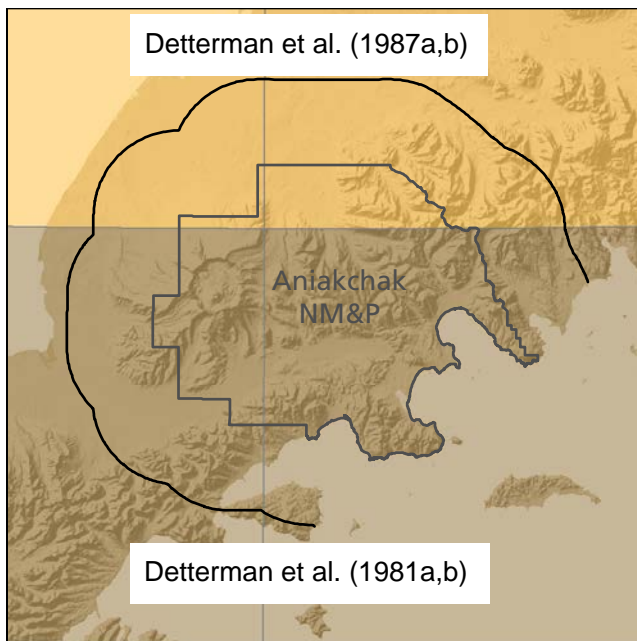 Detterman et al. (1987a,b)
Aniakchak
NM&P
Detterman et al. (1981a,b)